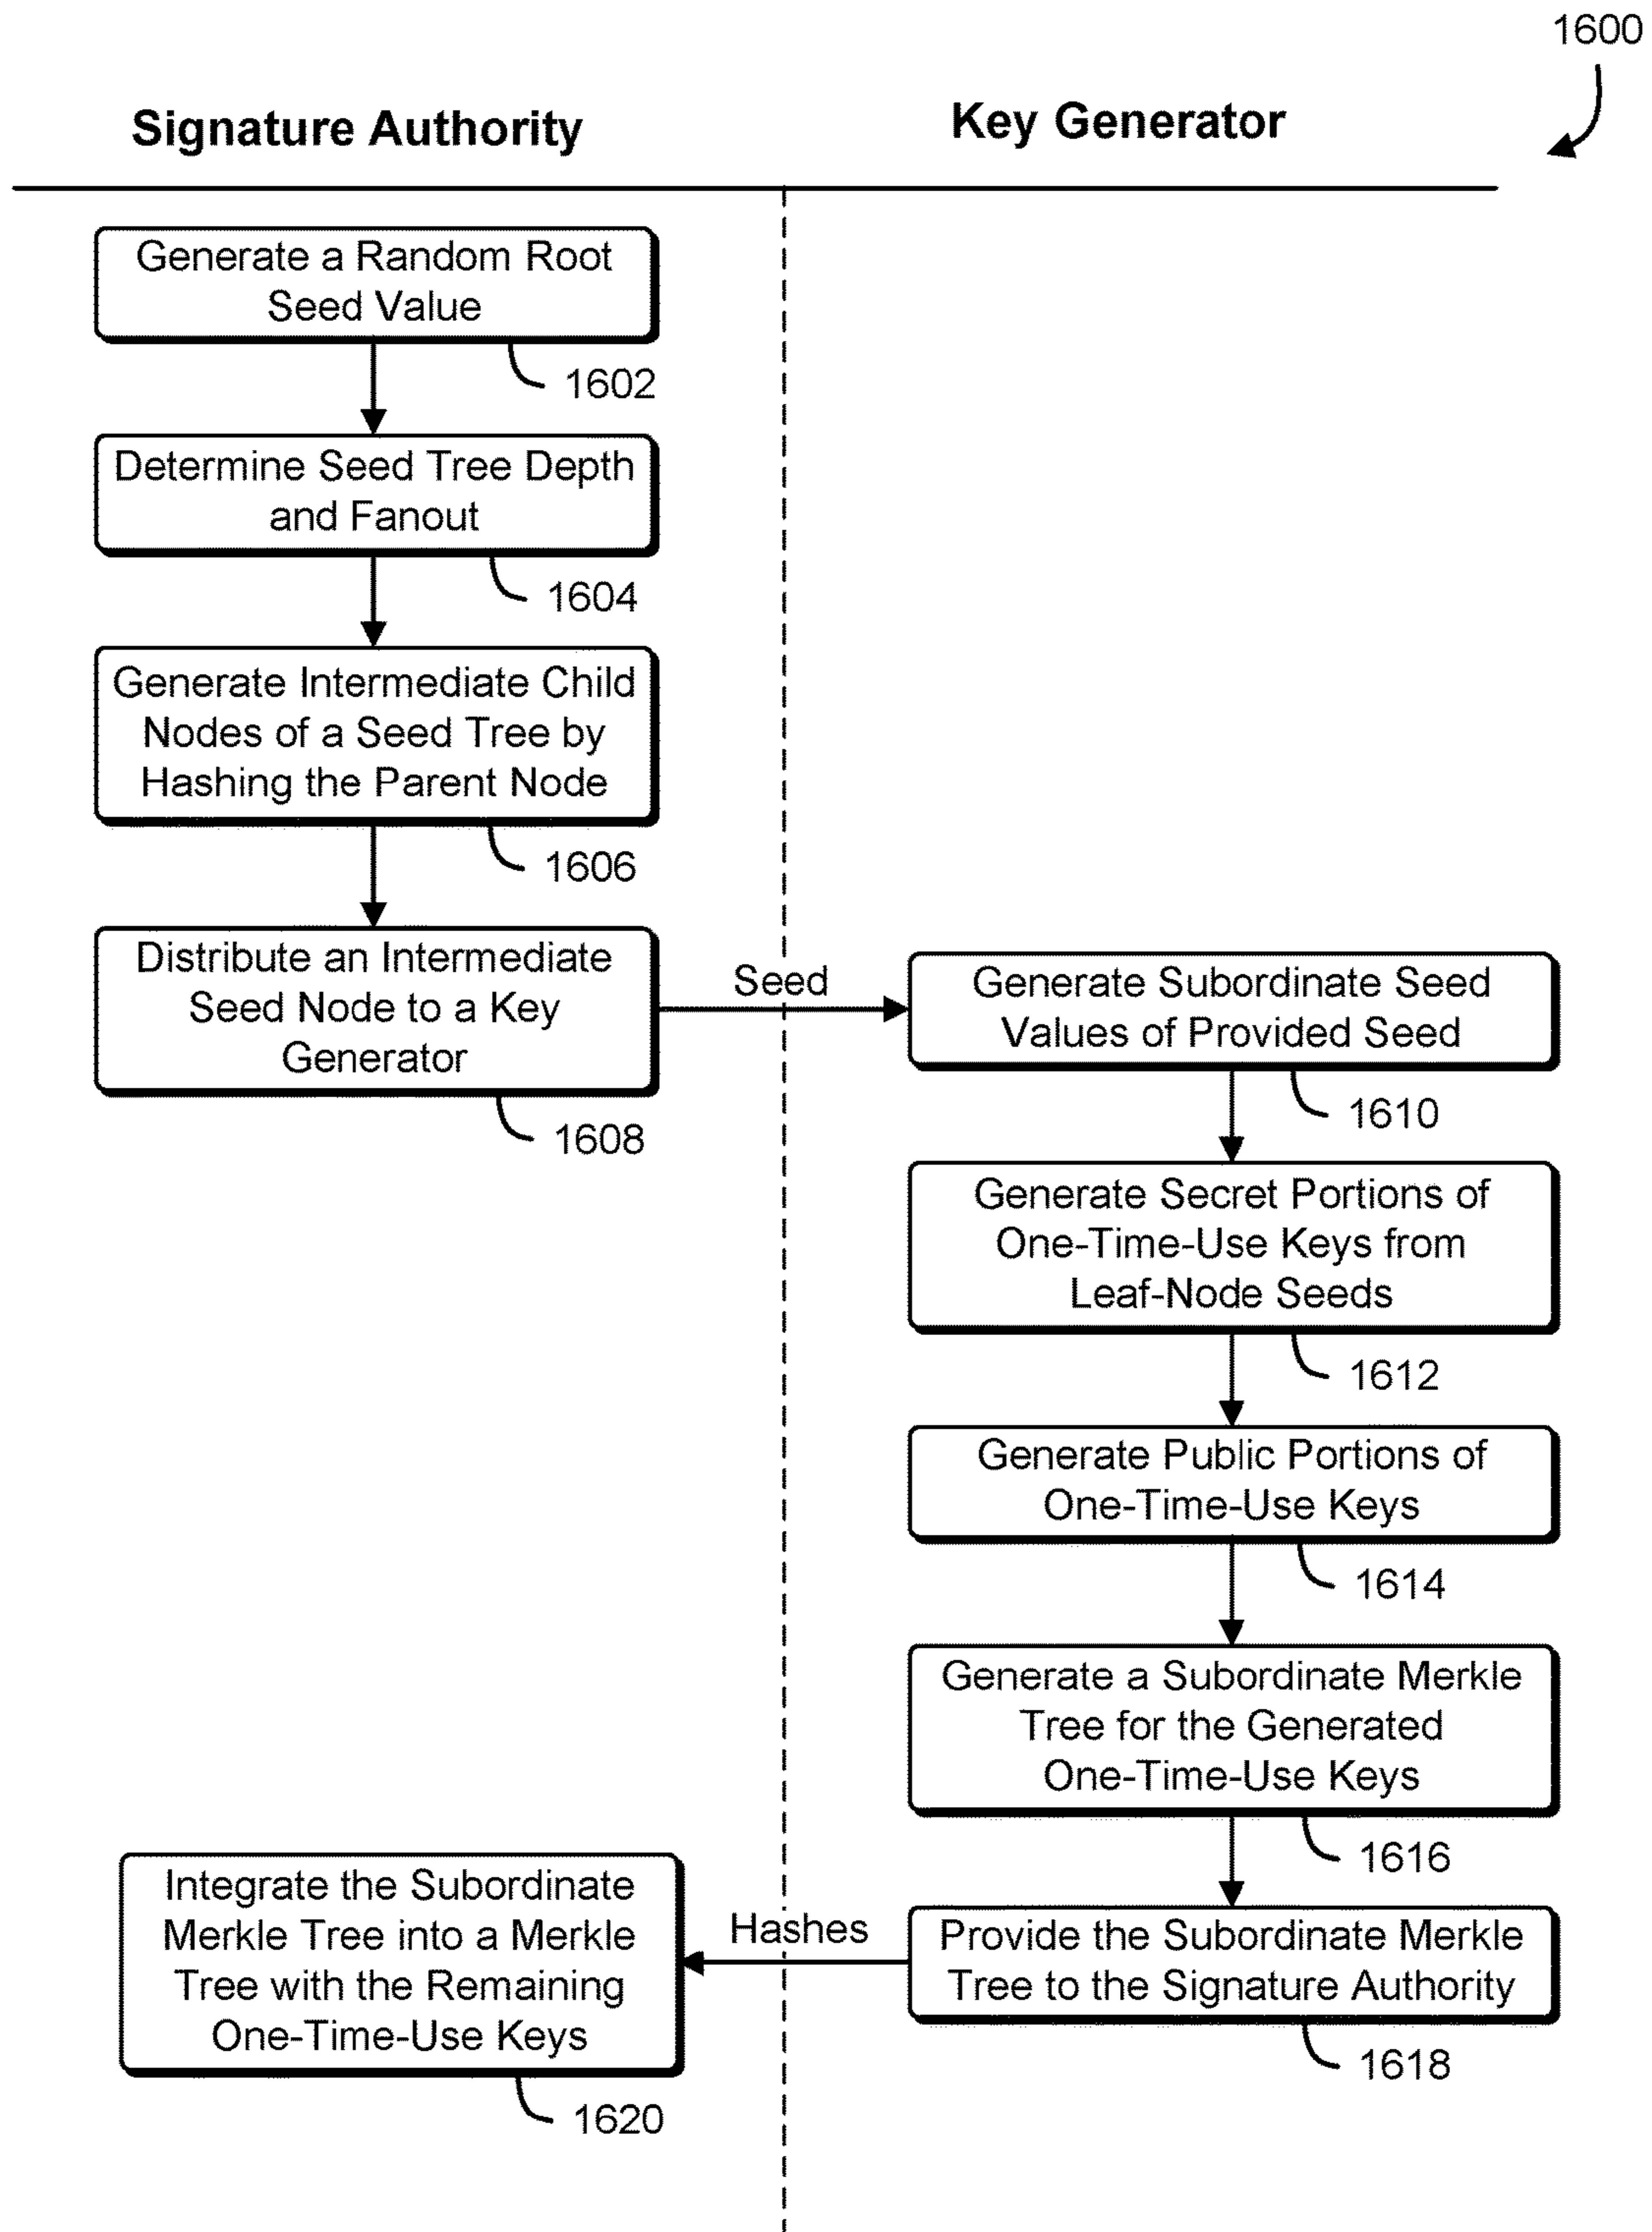 1600
Signature Authority
Key Generator
Generate a Random Root
Seed Value
1602
Determine Seed Tree Depth
and Fanout
1604
Generate Intermediate Child
Nodes of a Seed Tree by
Hashing the Parent Node
1606
Distribute an Intermediate
Seed Node to a Key
Generator
1608
Seed
Generate Subordinate Seed
Values of Provided Seed
1610
Generate Secret Portions of
One-Time-Use Keys from
Leaf-Node Seeds
1612
Generate Public Portions of
One-Time-Use Keys
1614
Generate a Subordinate Merkle
Tree for the Generated
One-Time-Use Keys
1616
Provide the Subordinate Merkle
Tree to the Signature Authority
1618
Hashes
Integrate the Subordinate
Merkle Tree into a Merkle
Tree with the Remaining
One-Time-Use Keys
1620